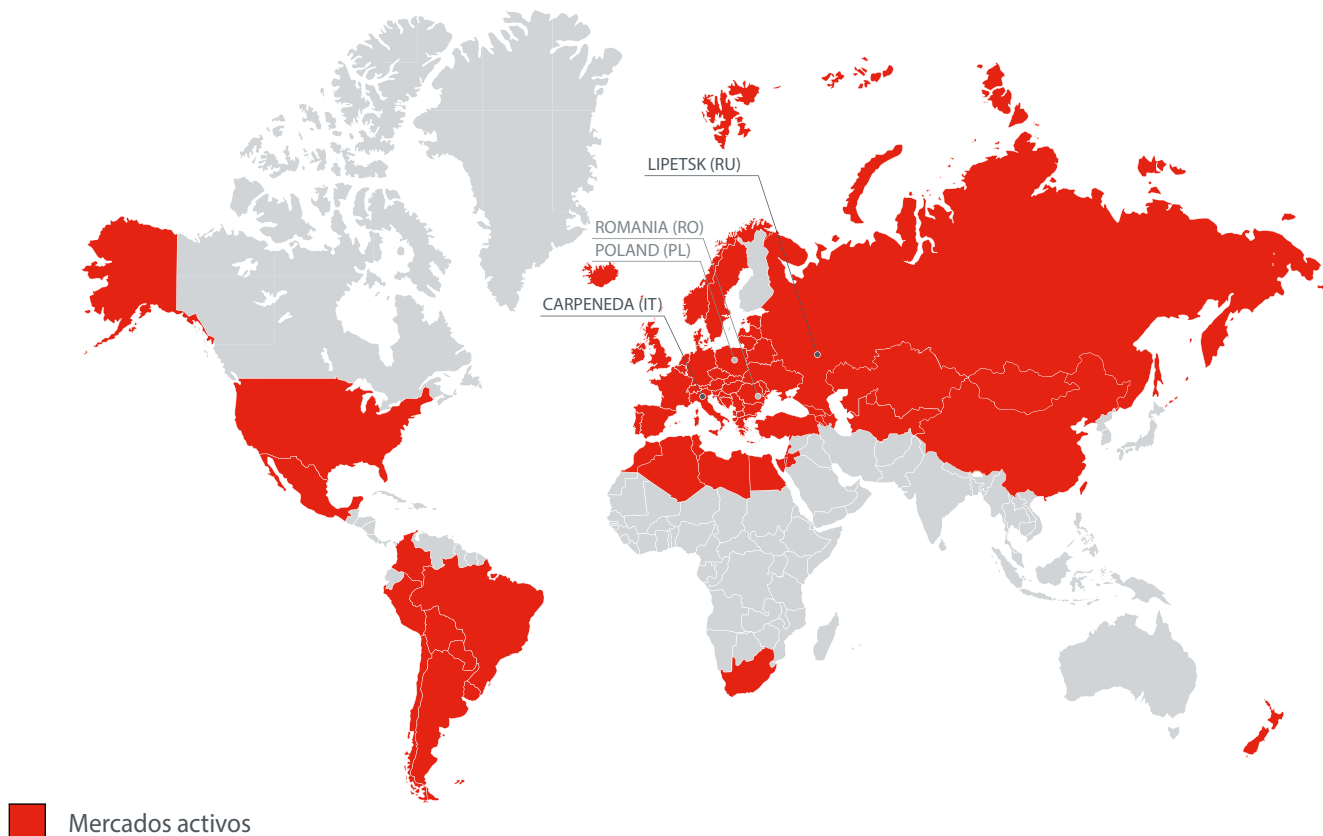 LIPETSK (RU)
ROMANIA (RO)
POLAND (PL)
CARPENEDA (IT)
Mercados activos